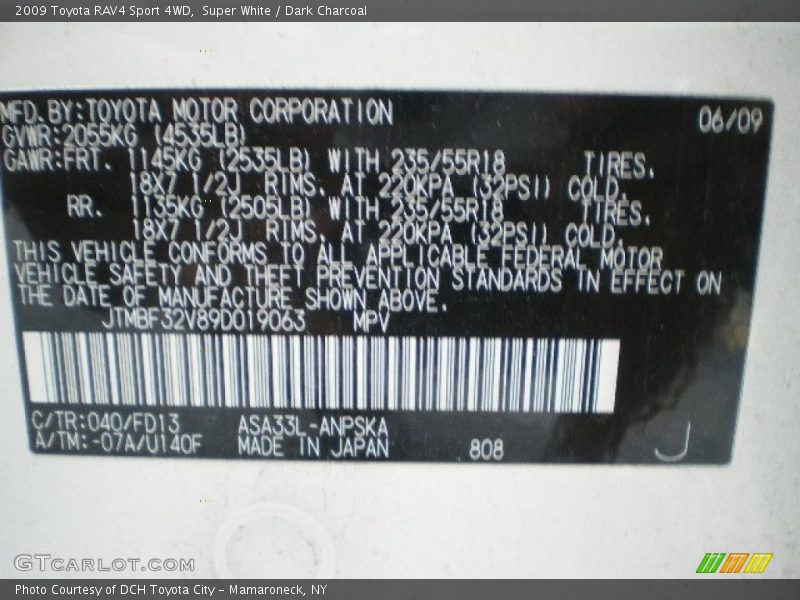 2009 Toyota RAV4 Sport 4WD, Super White / Dark Charcoal
MFD. BY: TOYOTA MOTOR CORPORATION 06/09
GVWR: 2055KG (4535LB)
GAWR: FRT. 1145KG (2535LB) WITH 235/55R18 TIRES.
18X7 1/2J RIMS. AT 220KPA (32PSI) COLD.
RR. 1135KG (2505LB) WITH 235/55R18 TIRES.
18X7 1/2J RIMS. AT 220KPA (32PSI) COLD.
THIS VEHICLE CONFORMS TO ALL APPLICABLE FEDERAL MOTOR
VEHICLE SAFETY AND THEFT PREVENTION STANDARDS IN EFFECT ON
THE DATE OF MANUFACTURE SHOWN ABOVE.
JTMBF32V89D019063 MPV
C/TR: 040/FD13 ASA33L-ANPSKA
A/TM: -07A/U140F MADE IN JAPAN 808 J
GTCARLOT.COM
Photo Courtesy of DCH Toyota City - Mamaroneck, NY